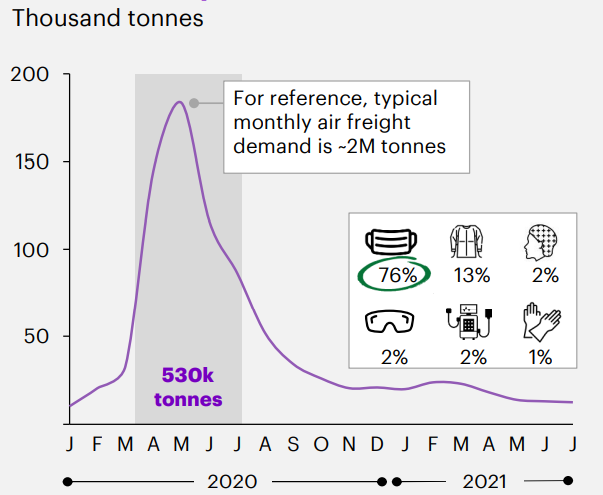 Thousand tonnes
200
150
100
50
For reference, typical
monthly air freight
demand is ~2M tonnes
76% 13% 2%
2% 2% 1%
530k
tonnes
J F M A M J J A S O N D J F M A M J J
2020 2021